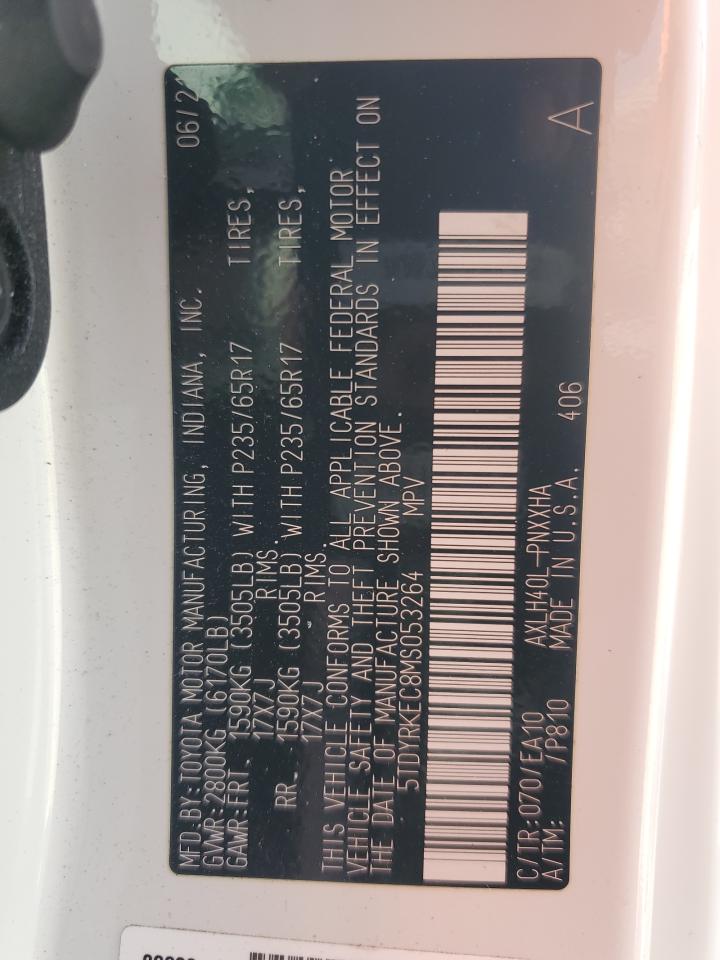 MFD.BY:TOYOTA MOTOR MANUFACTURING, INDIANA, INC. 06/21
GVWR:2800KG (6170LB)
GAWR:FRT. 1590KG (3505LB) WITH P235/65R17 TIRES,
17X7J RIMS.
RR. 1590KG (3505LB) WITH P235/65R17 TIRES,
17X7J RIMS.
THIS VEHICLE CONFORMS TO ALL APPLICABLE FEDERAL MOTOR
VEHICLE SAFETY AND THEFT PREVENTION STANDARDS IN EFFECT ON
THE DATE OF MANUFACTURE SHOWN ABOVE.
5TDYRKEC8MS053264 MPV
C/TR:070/EA10 AXLH40L-PNXXHA
A/TM: /P810 MADE IN U.S.A. 406 A